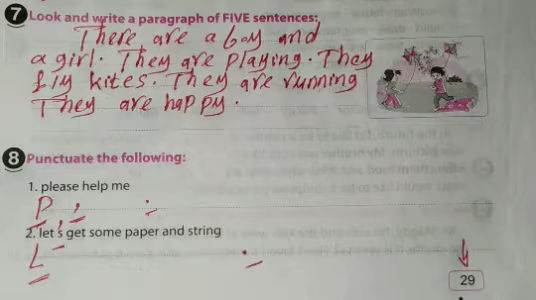 7 Look and write a paragraph of FIVE sentences:
There are a boy and
a girl. They are playing. They
fly kites. They are running
They are happy.
8 Punctuate the following:
1. please help me
P , .
2. let's get some paper and string
L .
29